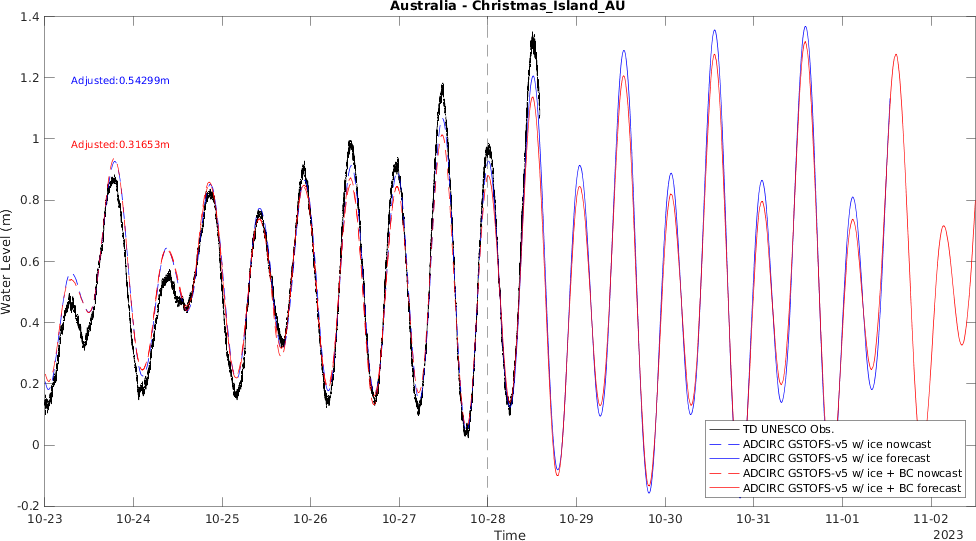 Australia - Christmas_Island_AU
1.4
1.2
1
0.8
0.6
0.4
0.2
0
-0.2
Water Level (m)
Adjusted:0.54299m
Adjusted:0.31653m
TD UNESCO Obs.
ADCIRC GSTOFS-v5 w/ ice nowcast
ADCIRC GSTOFS-v5 w/ ice forecast
ADCIRC GSTOFS-v5 w/ ice + BC nowcast
ADCIRC GSTOFS-v5 w/ ice + BC forecast
10-23 10-24 10-25 10-26 10-27 10-28 10-29 10-30 10-31 11-01 11-02
Time
2023